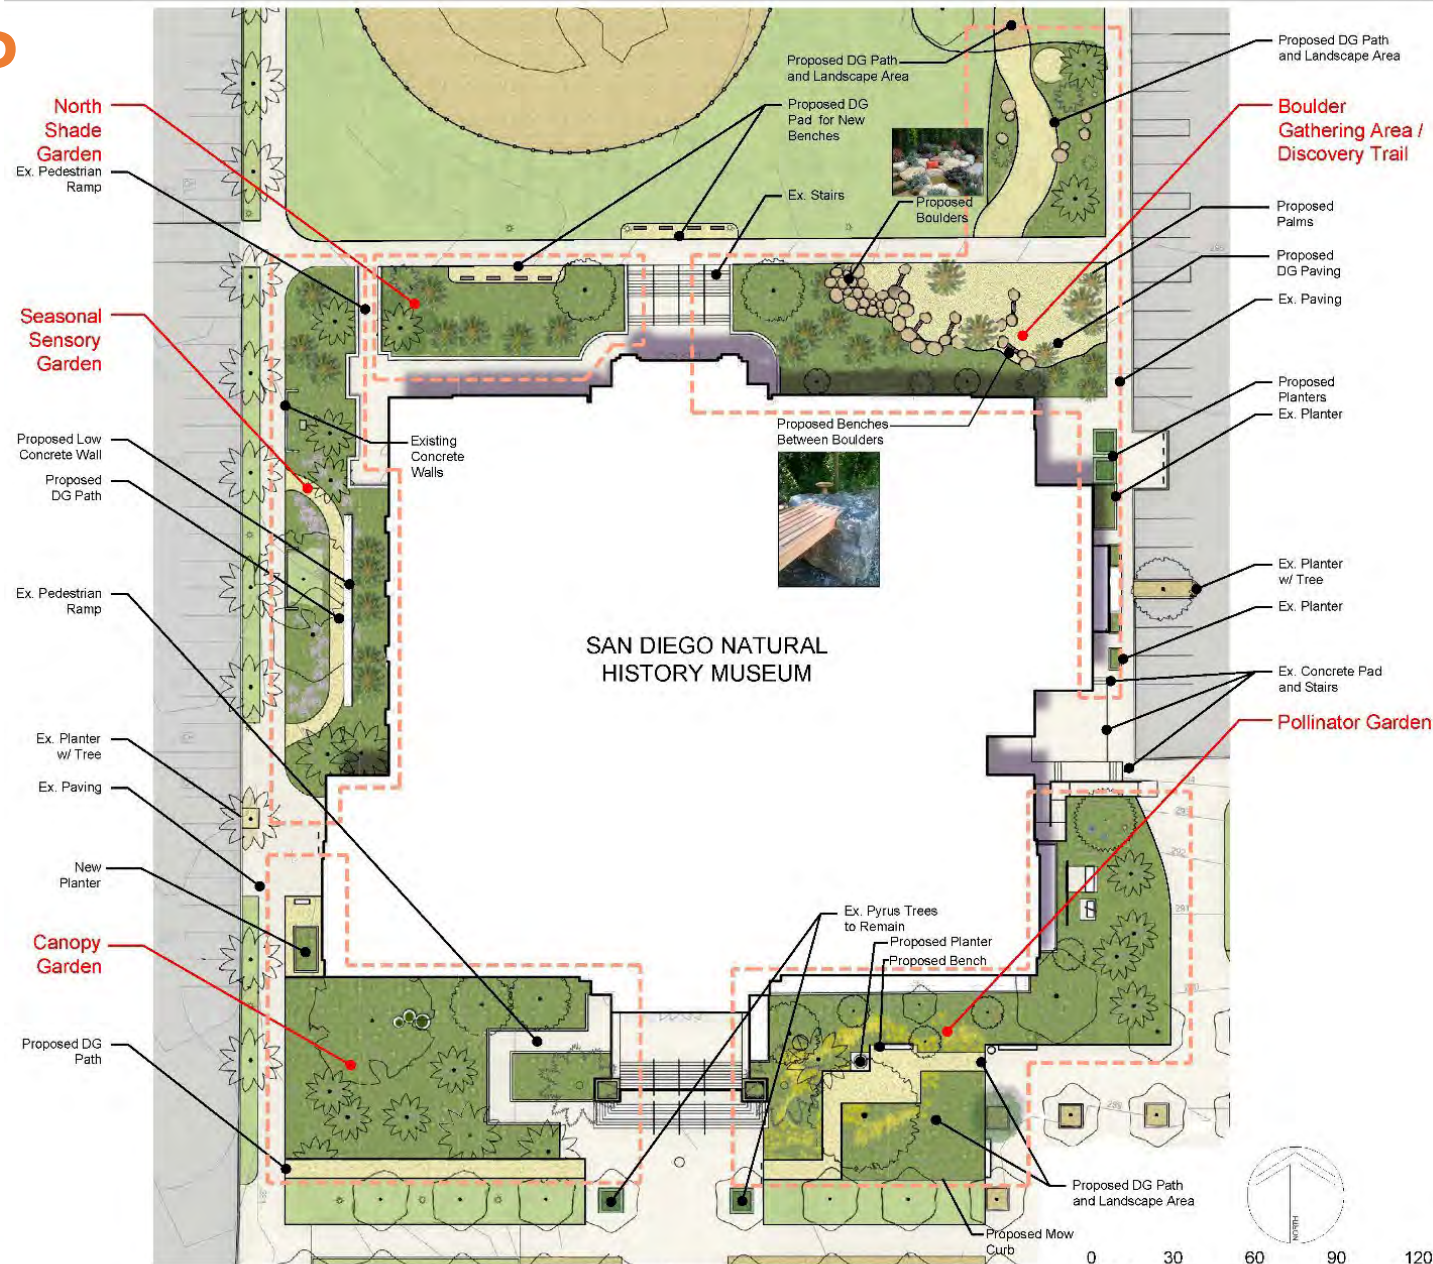 North
Shade
Garden
Ex. Pedestrian
Ramp
Seasonal
Sensory
Garden
Proposed Low
Concrete Wall
Proposed
DG Path
Ex. Pedestrian
Ramp
Ex. Planter
w/ Tree
Ex. Paving
New
Planter
Canopy
Garden
Proposed DG
Path
Existing
Concrete
Walls
Proposed DG Path
and Landscape Area
Proposed DG
Pad for New
Benches
Ex. Stairs
Proposed
Boulders
Proposed Benches
Between Boulders
SAN DIEGO NATURAL
HISTORY MUSEUM
Ex. Pyrus Trees
to Remain
Proposed Planter
Proposed Bench
Proposed DG Path
and Landscape Area
Boulder
Gathering Area /
Discovery Trail
Proposed
Palms
Proposed
DG Paving
Ex. Paving
Proposed
Planters
Ex. Planter
Ex. Planter
w/ Tree
Ex. Planter
Ex. Concrete Pad
and Stairs
Pollinator Garden
292
291
Proposed DG Path
and Landscape Area
Proposed Mow
Curb
NORTH
0 30 60 90 120